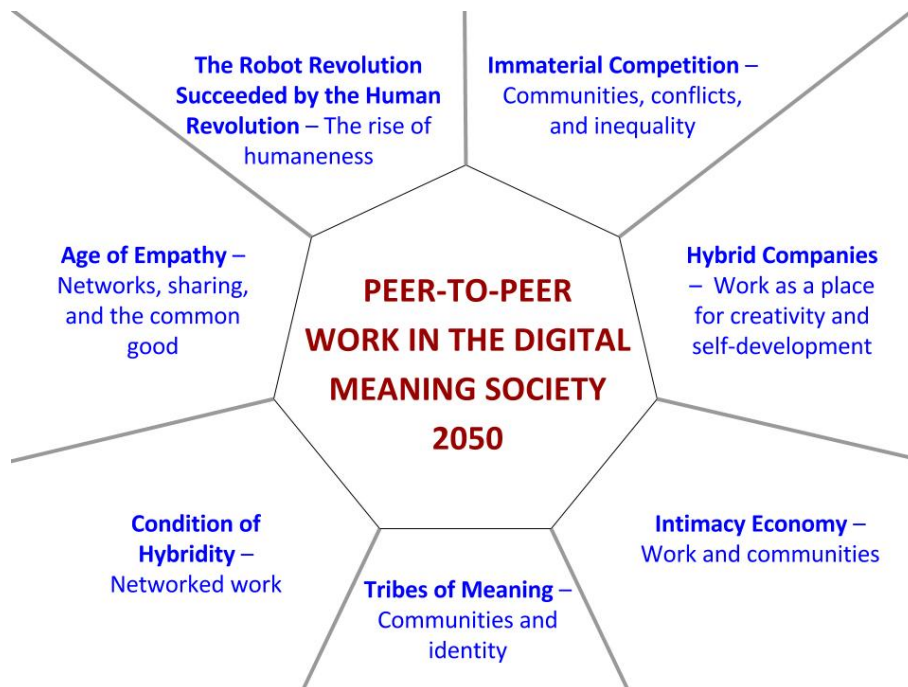 The Robot Revolution
Succeeded by the Human
Revolution – The rise of
humaneness
Immaterial Competition –
Communities, conflicts,
and inequality
Age of Empathy –
Networks, sharing,
and the common
good
PEER-TO-PEER
WORK IN THE DIGITAL
MEANING SOCIETY
2050
Hybrid Companies
– Work as a place
for creativity and
self-development
Condition of
Hybridity –
Networked work
Tribes of Meaning –
Communities and
identity
Intimacy Economy –
Work and communities